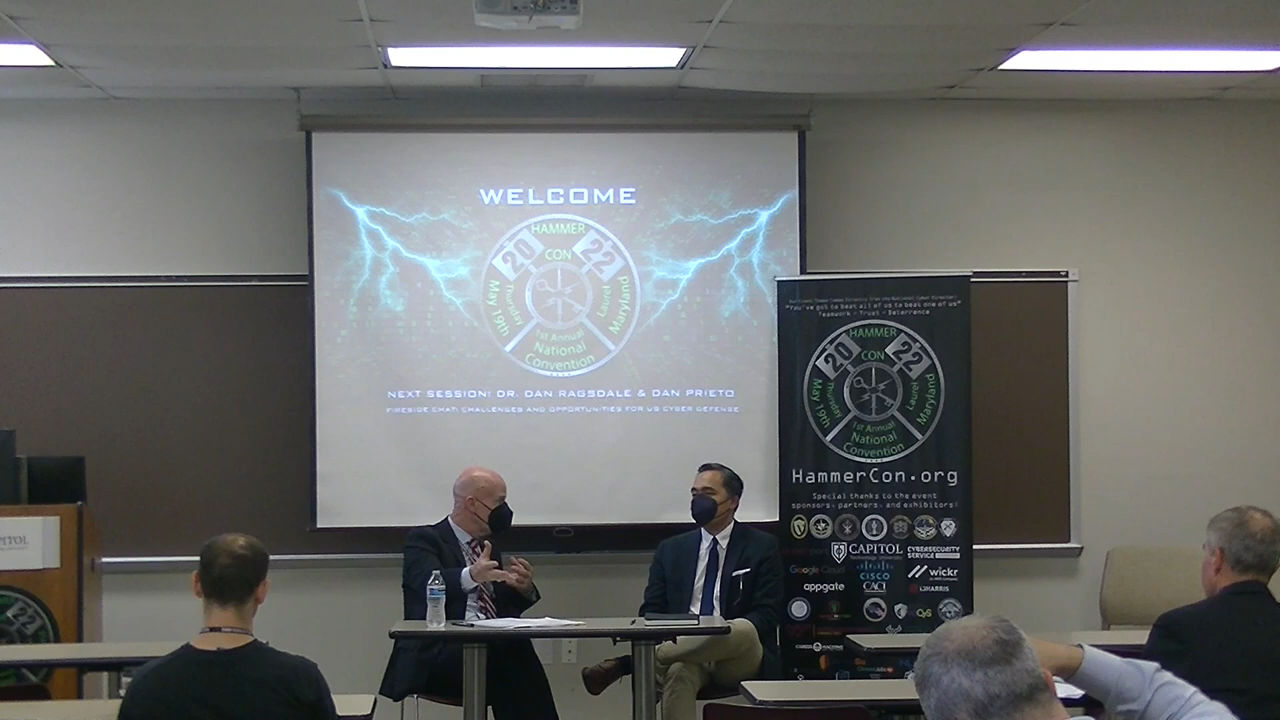 WELCOME
HAMMER
CON
20
22
May 19th
Thursday
Laurel
Maryland
1st Annual
National
Convention
NEXT SESSION: DR. DAN RAGSDALE & DAN PRIETO
FIRESIDE CHAT: CHALLENGES AND OPPORTUNITIES FOR US CYBER DEFENSE
"You've got to beat all of us to beat one of us"
Teamwork - Trust - Deterrence
HAMMER
CON
20
22
May 19th
Thursday
Laurel
Maryland
1st Annual
National
Convention
HammerCon.org
Special thanks to the event
sponsors, partners, and exhibitors!
CAPITOL
CYBERSECURITY
Google Cloud
CISCO
wickr
appgate
CACI
L3HARRIS